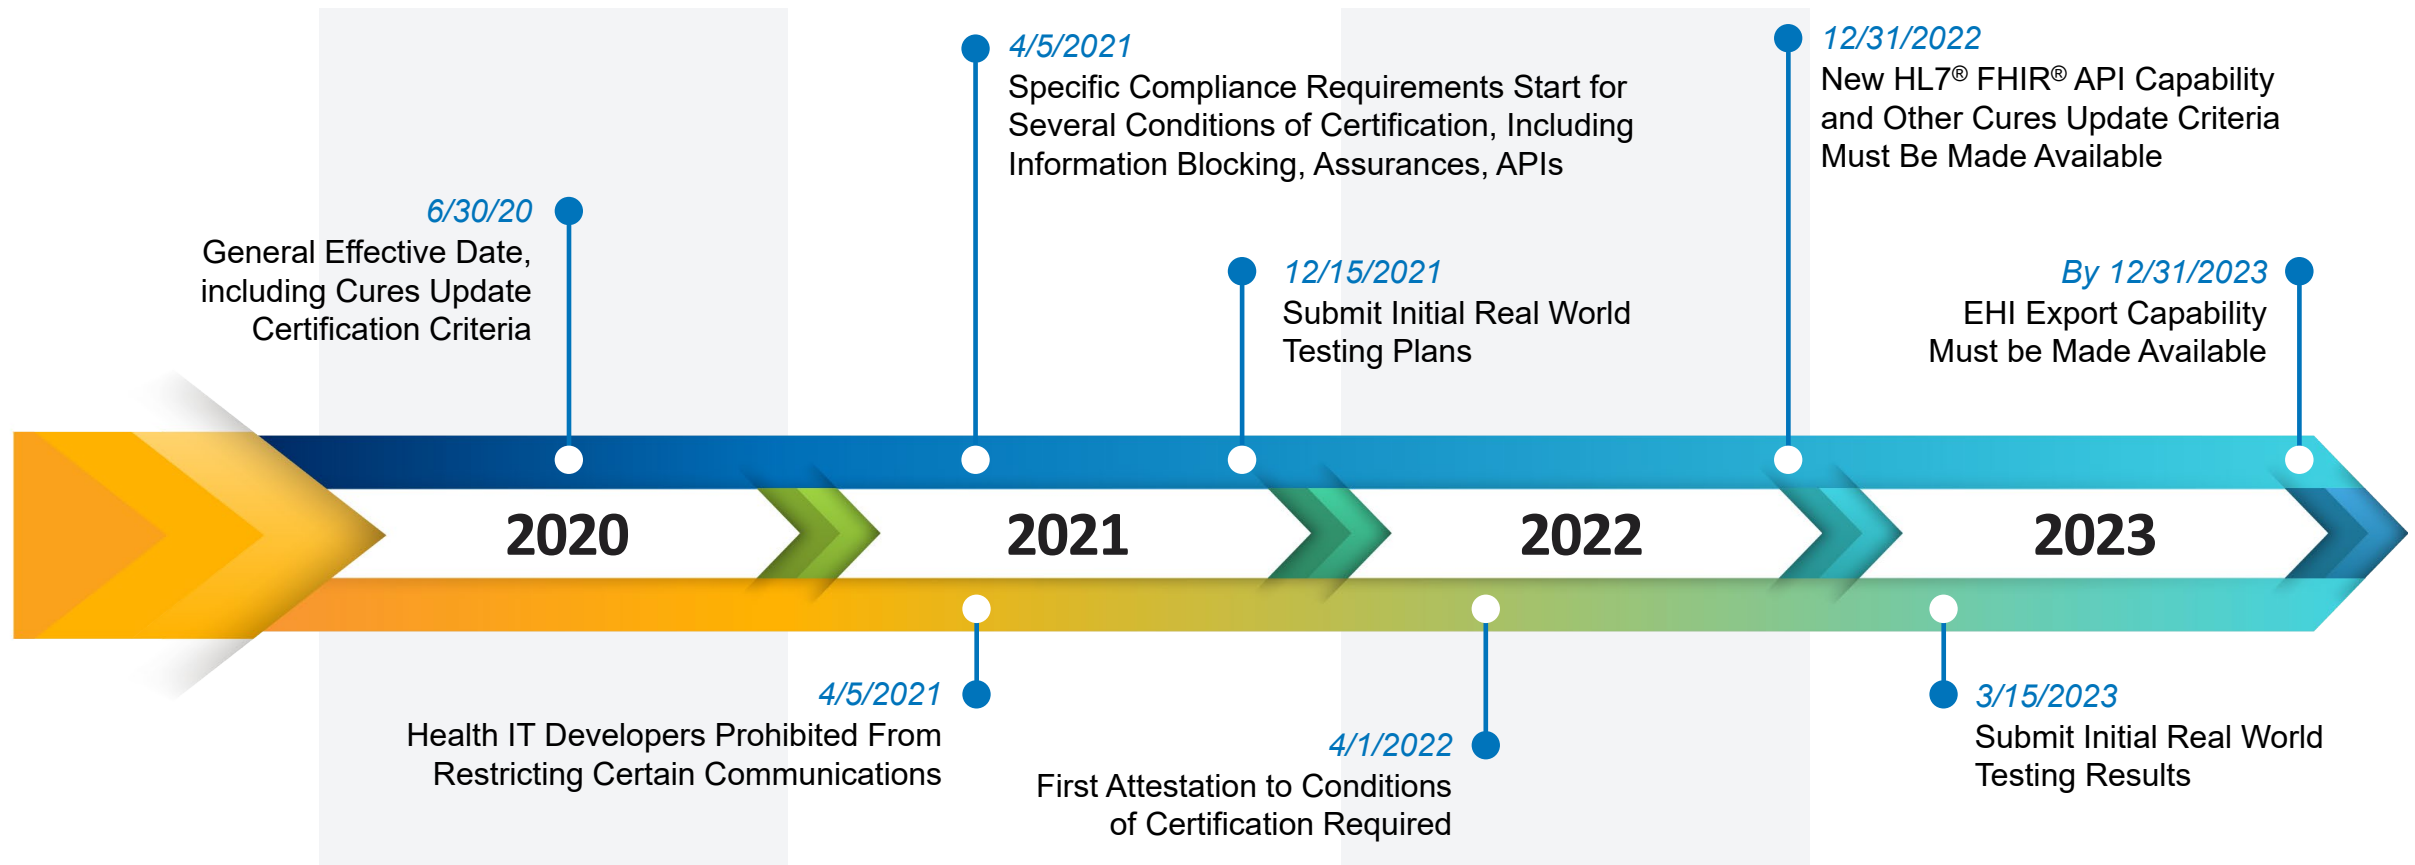 6/30/20
General Effective Date,
including Cures Update
Certification Criteria
4/5/2021
Specific Compliance Requirements Start for
Several Conditions of Certification, Including
Information Blocking, Assurances, APIs
12/15/2021
Submit Initial Real World
Testing Plans
12/31/2022
New HL7® FHIR® API Capability
and Other Cures Update Criteria
Must Be Made Available
By 12/31/2023
EHI Export Capability
Must be Made Available
2020
2021
2022
2023
4/5/2021
Health IT Developers Prohibited From
Restricting Certain Communications
4/1/2022
First Attestation to Conditions
of Certification Required
3/15/2023
Submit Initial Real World
Testing Results